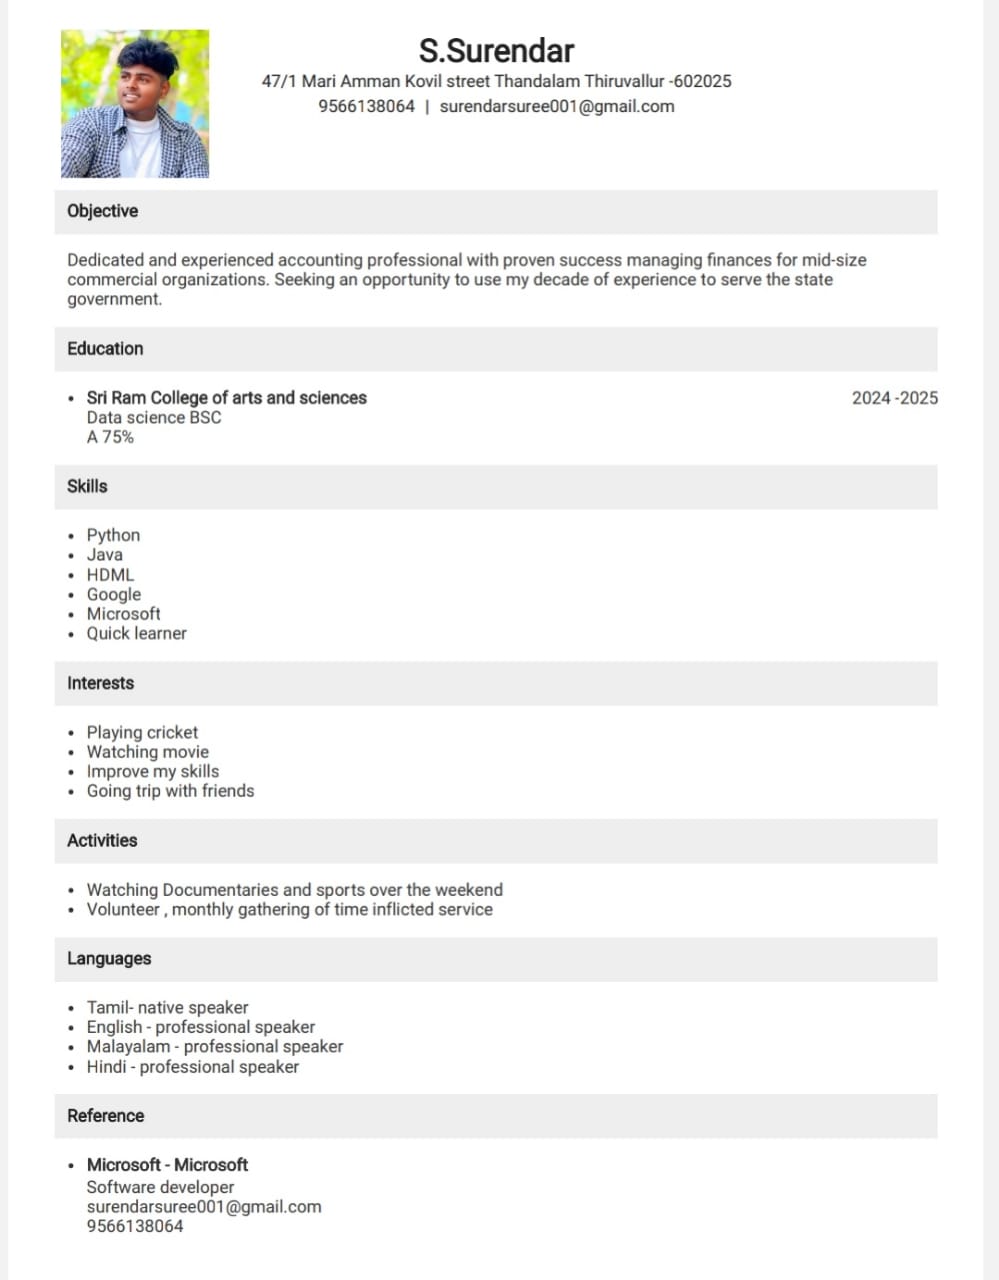 S.Surendar
47/1 Mari Amman Kovil street Thandalam Thiruvallur -602025
9566138064 | surendarsuree001@gmail.com
Objective
Dedicated and experienced accounting professional with proven success managing finances for mid-size
commercial organizations. Seeking an opportunity to use my decade of experience to serve the state
government.
Education
• Sri Ram College of arts and sciences 2024 -2025
Data science BSC
A 75%
Skills
• Python
• Java
• HDML
• Google
• Microsoft
• Quick learner
Interests
• Playing cricket
• Watching movie
• Improve my skills
• Going trip with friends
Activities
• Watching Documentaries and sports over the weekend
• Volunteer , monthly gathering of time inflicted service
Languages
• Tamil- native speaker
• English - professional speaker
• Malayalam - professional speaker
• Hindi - professional speaker
Reference
• Microsoft - Microsoft
Software developer
surendarsuree001@gmail.com
9566138064